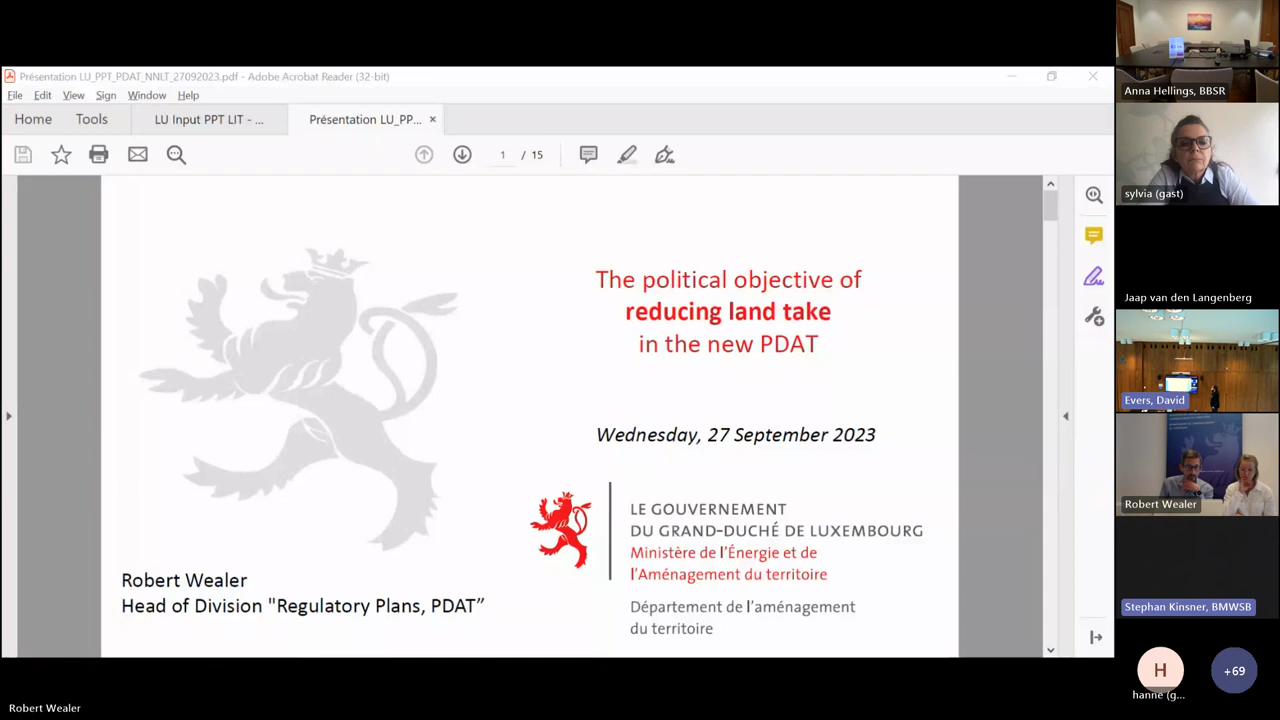 Présentation LU_PPT_PDAT_NNLT_27092023.pdf - Adobe Acrobat Reader (32-bit)
File Edit View Sign Window Help
Home Tools LU Input PPT LIT - ... Présentation LU_PP... ×
1 / 15
The political objective of
reducing land take
in the new PDAT
Wednesday, 27 September 2023
LE GOUVERNEMENT
DU GRAND-DUCHÉ DE LUXEMBOURG
Ministère de l'Énergie et de
l'Aménagement du territoire
Département de l'aménagement
du territoire
Robert Wealer
Head of Division "Regulatory Plans, PDAT”
Anna Hellings, BBSR
sylvia (gast)
Jaap van den Langenberg
Evers, David
Robert Wealer
Stephan Kinsner, BMWSB
H
+69
hanne (g...
Robert Wealer